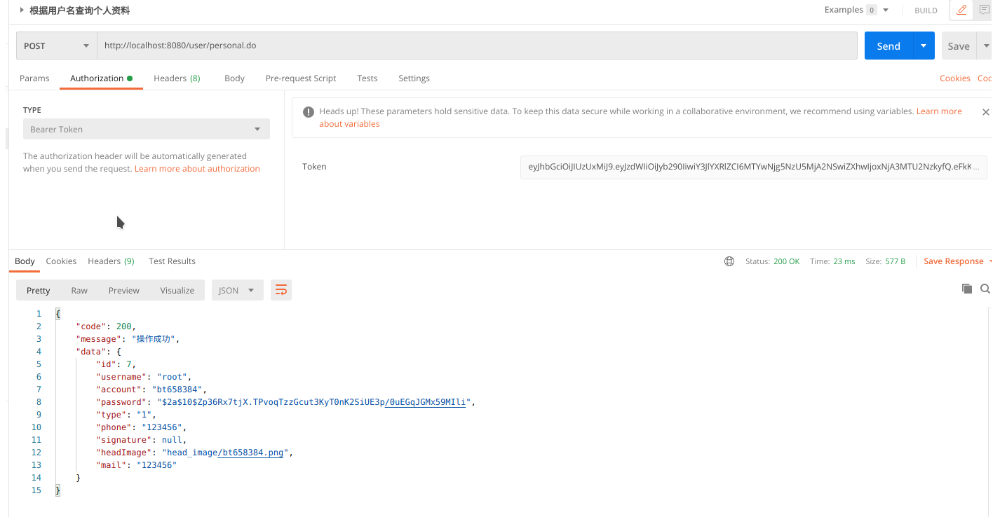 根据用户名查询个人资料
Examples 0 BUILD
POST http://localhost:8080/user/personal.do Send Save
Params Authorization Headers (8) Body Pre-request Script Tests Settings Cookies Coc
TYPE
Bearer Token
The authorization header will be automatically generated
when you send the request. Learn more about authorization
Heads up! These parameters hold sensitive data. To keep this data secure while working in a collaborative environment, we recommend using variables. Learn more
about variables
Token eyJhbGciOiJIUzUxMiJ9.eyJzdWIiOiJyb290IiwiY3JlYXRlZCI6MTYwNjg5NzU5MjA2NSwiZXhwIjoxNjA3MTU2NzkyfQ.eFkK...
Body Cookies Headers (9) Test Results Status: 200 OK Time: 23 ms Size: 577 B Save Response
Pretty Raw Preview Visualize JSON
1 {
2 "code": 200,
3 "message": "操作成功",
4 "data": {
5 "id": 7,
6 "username": "root",
7 "account": "bt658384",
8 "password": "$2a$10$Zp36Rx7tjX.TPvoqTzzGcut3KyT0nK2SiUE3p/0uEGqJGMx59MIli",
9 "type": "1",
10 "phone": "123456",
11 "signature": null,
12 "headImage": "head_image/bt658384.png",
13 "mail": "123456"
14 }
15 }